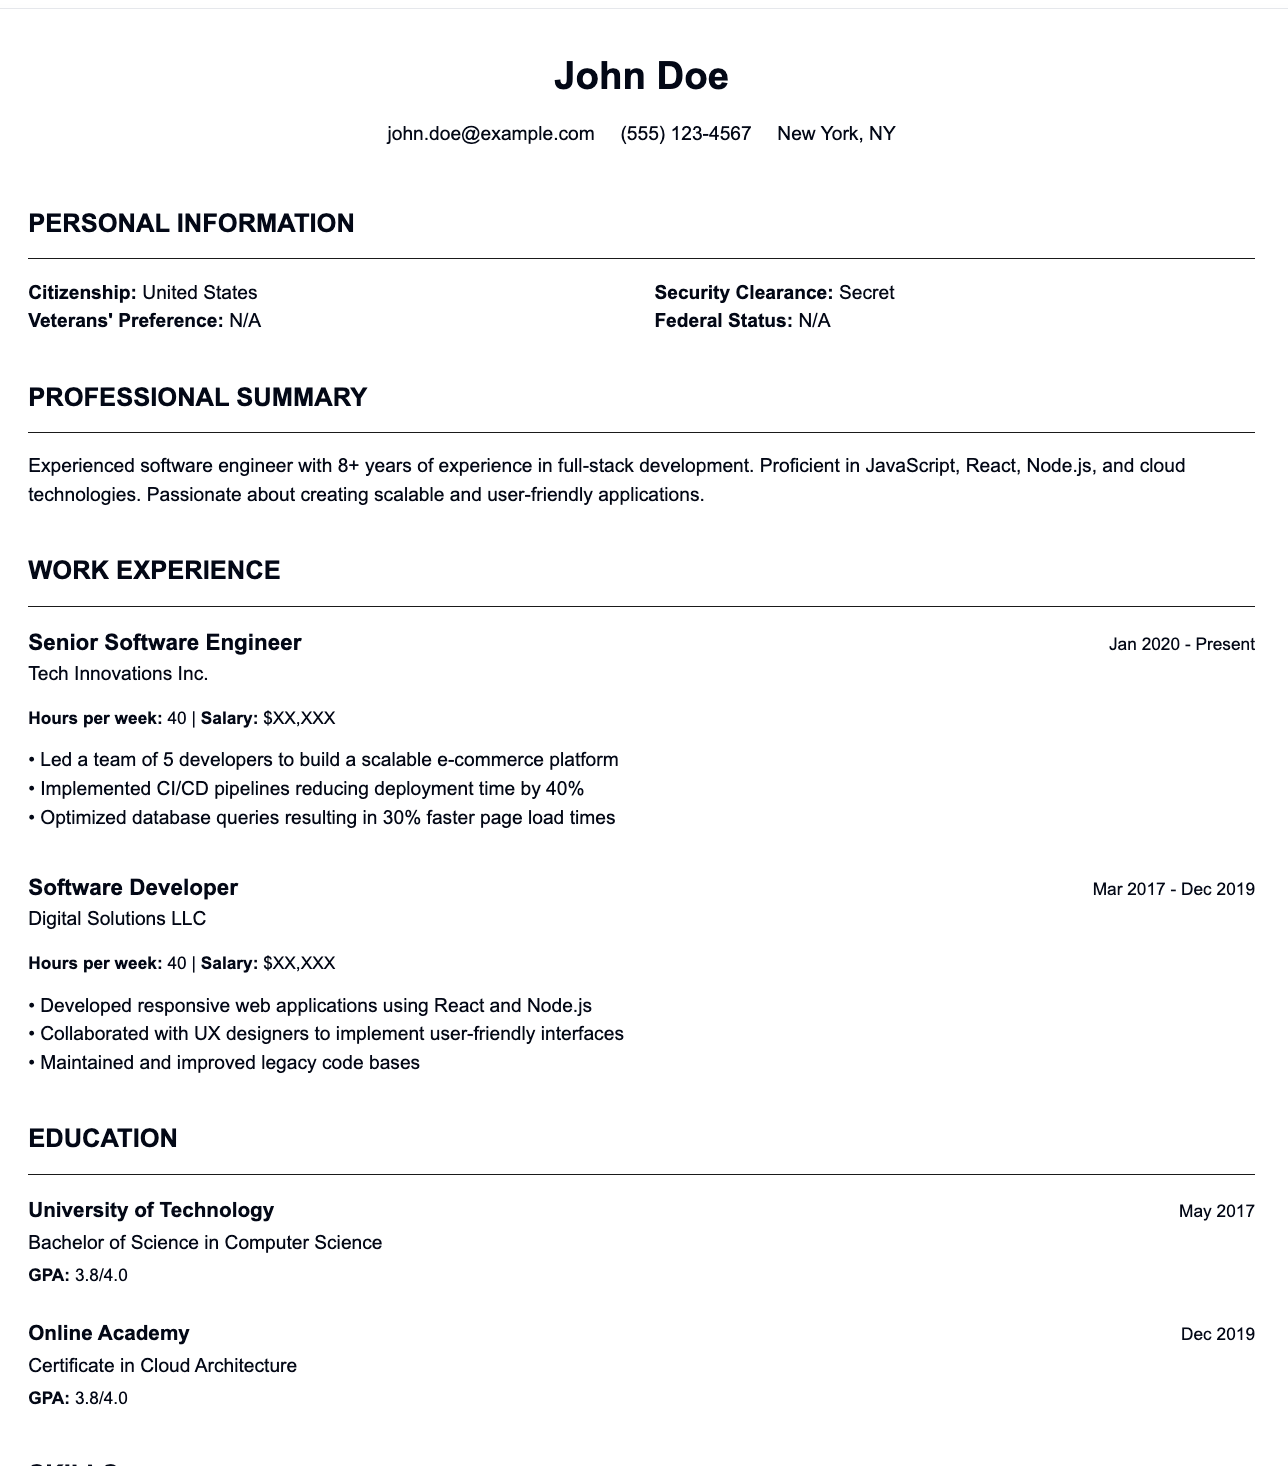 John Doe
john.doe@example.com (555) 123-4567 New York, NY
PERSONAL INFORMATION
Citizenship: United States Security Clearance: Secret
Veterans' Preference: N/A Federal Status: N/A
PROFESSIONAL SUMMARY
Experienced software engineer with 8+ years of experience in full-stack development. Proficient in JavaScript, React, Node.js, and cloud
technologies. Passionate about creating scalable and user-friendly applications.
WORK EXPERIENCE
Senior Software Engineer Jan 2020 - Present
Tech Innovations Inc.
Hours per week: 40 | Salary: $XX,XXX
• Led a team of 5 developers to build a scalable e-commerce platform
• Implemented CI/CD pipelines reducing deployment time by 40%
• Optimized database queries resulting in 30% faster page load times
Software Developer Mar 2017 - Dec 2019
Digital Solutions LLC
Hours per week: 40 | Salary: $XX,XXX
• Developed responsive web applications using React and Node.js
• Collaborated with UX designers to implement user-friendly interfaces
• Maintained and improved legacy code bases
EDUCATION
University of Technology May 2017
Bachelor of Science in Computer Science
GPA: 3.8/4.0
Online Academy Dec 2019
Certificate in Cloud Architecture
GPA: 3.8/4.0